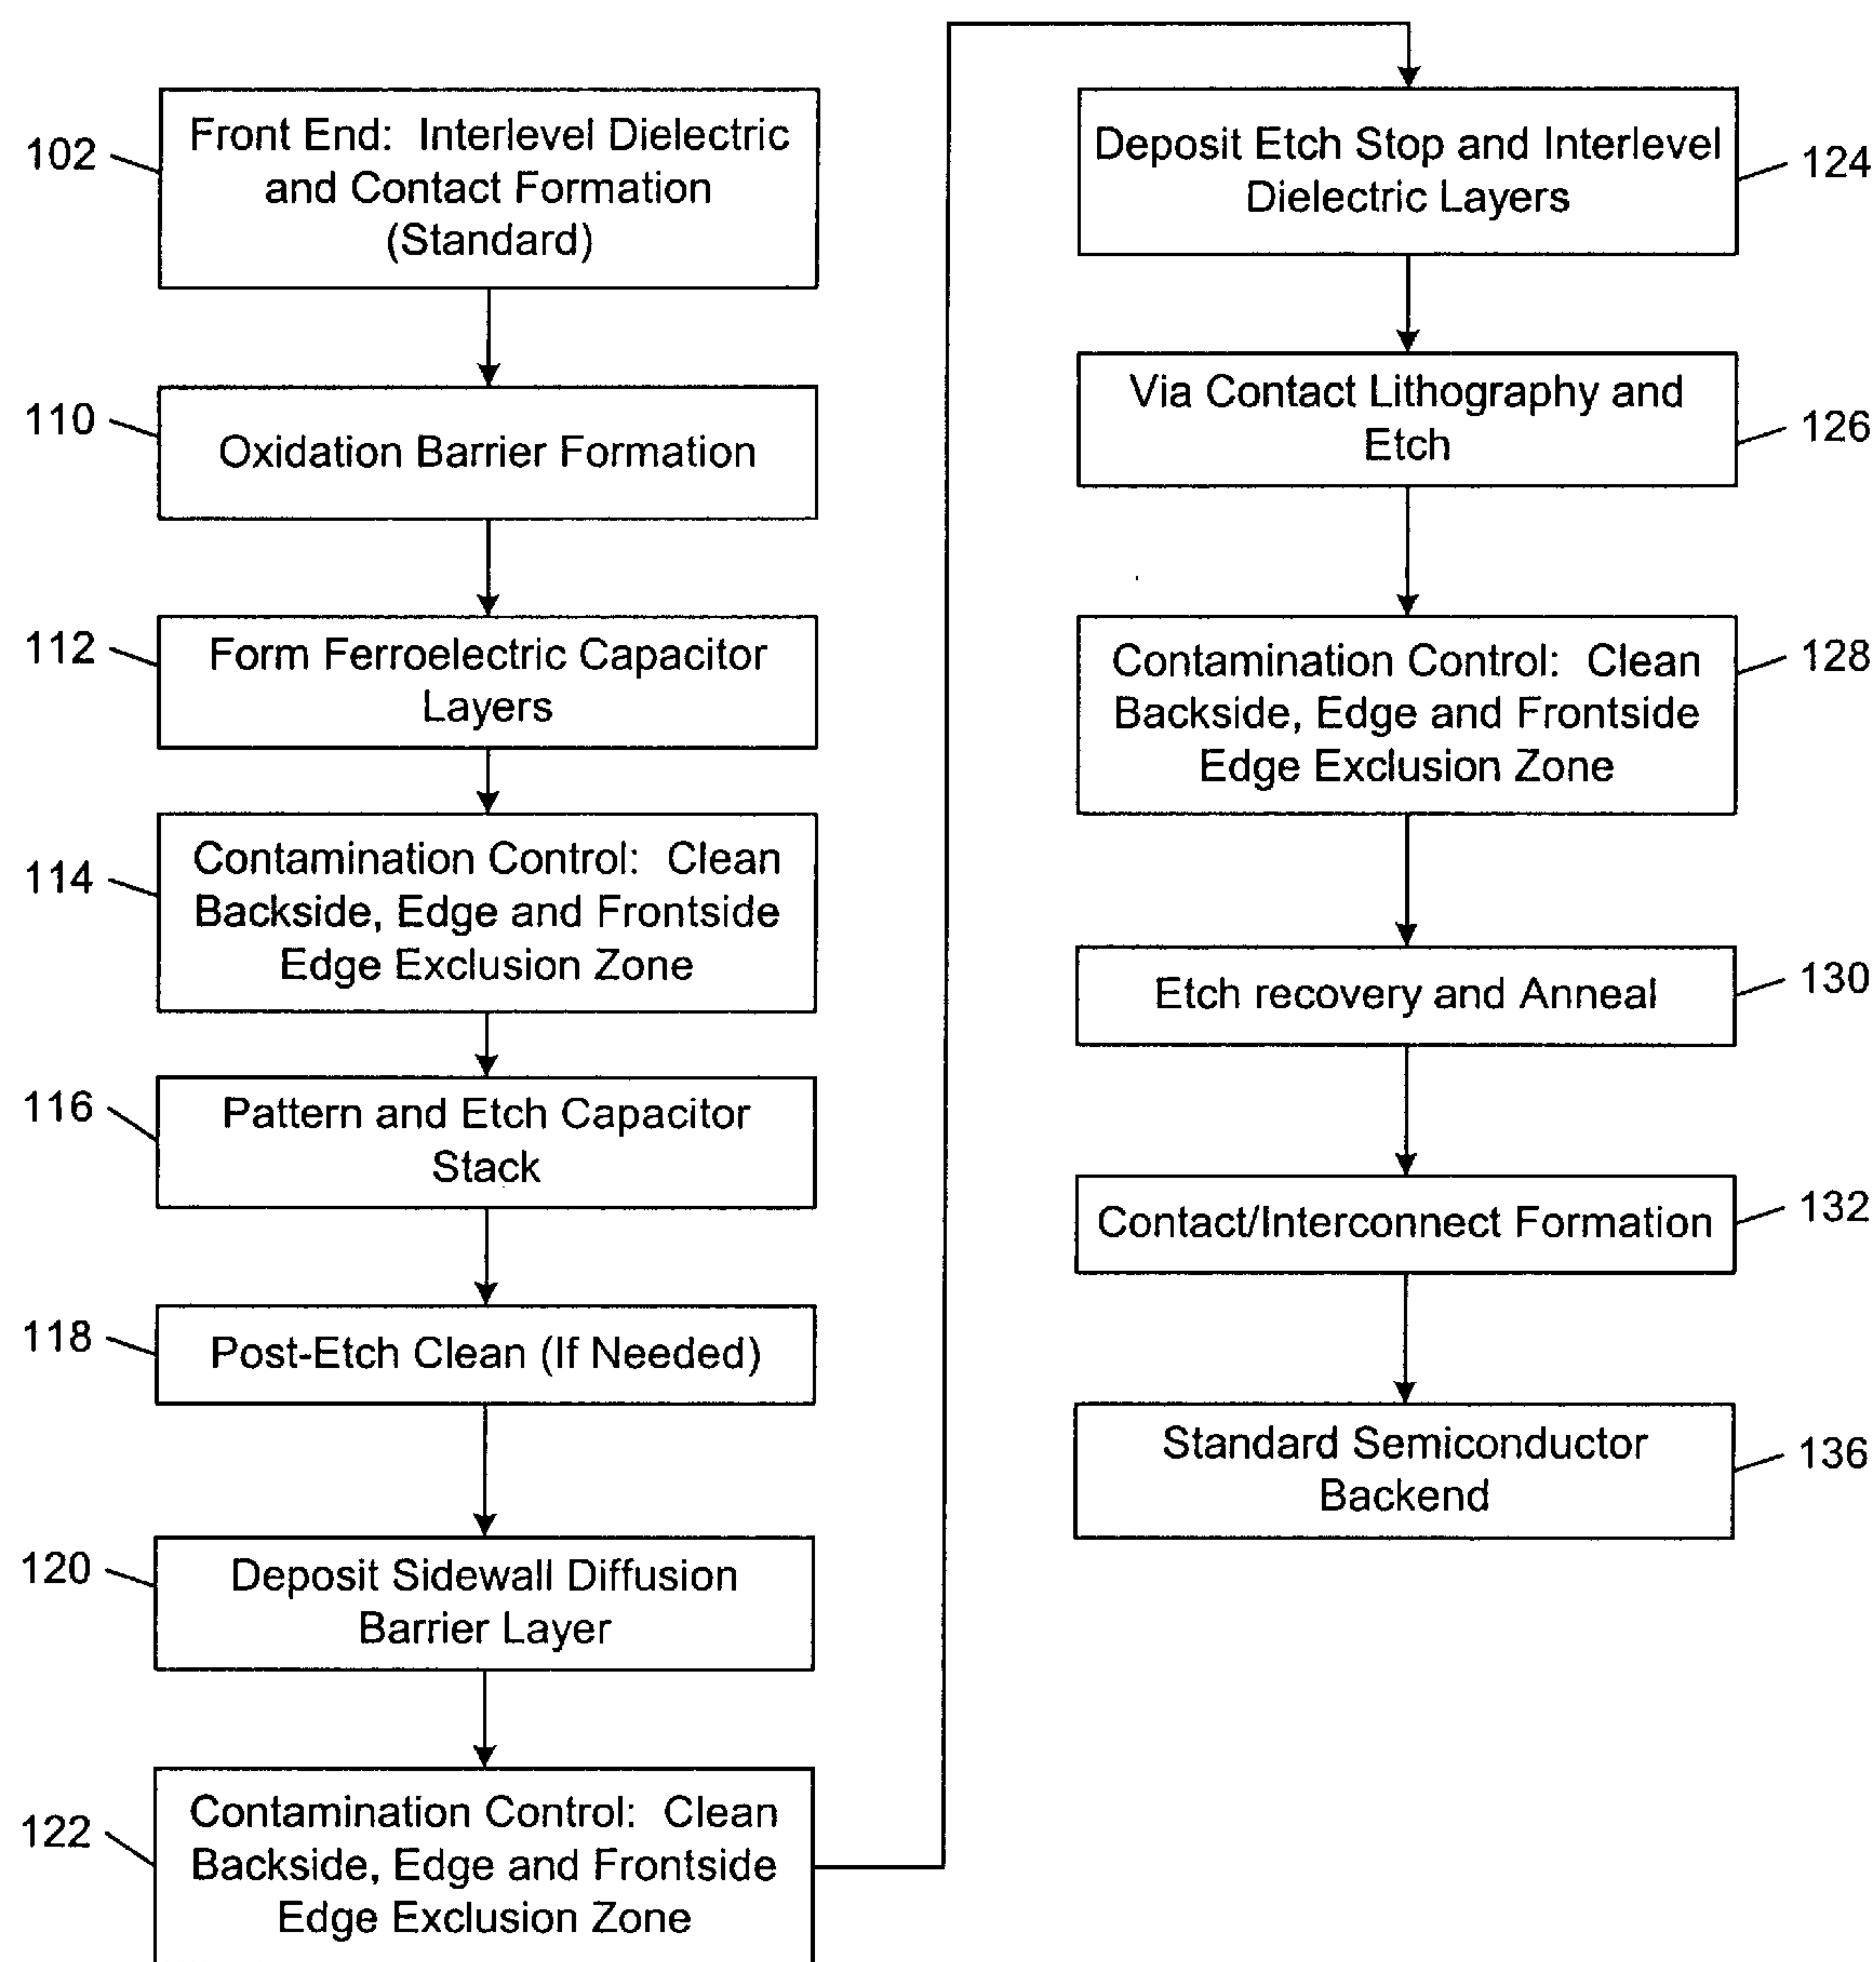 102
Front End: Interlevel Dielectric
and Contact Formation
(Standard)
110
Oxidation Barrier Formation
112
Form Ferroelectric Capacitor
Layers
114
Contamination Control: Clean
Backside, Edge and Frontside
Edge Exclusion Zone
116
Pattern and Etch Capacitor
Stack
118
Post-Etch Clean (If Needed)
120
Deposit Sidewall Diffusion
Barrier Layer
122
Contamination Control: Clean
Backside, Edge and Frontside
Edge Exclusion Zone
Deposit Etch Stop and Interlevel
Dielectric Layers
124
Via Contact Lithography and
Etch
126
Contamination Control: Clean
Backside, Edge and Frontside
Edge Exclusion Zone
128
Etch recovery and Anneal
130
Contact/Interconnect Formation
132
Standard Semiconductor
Backend
136